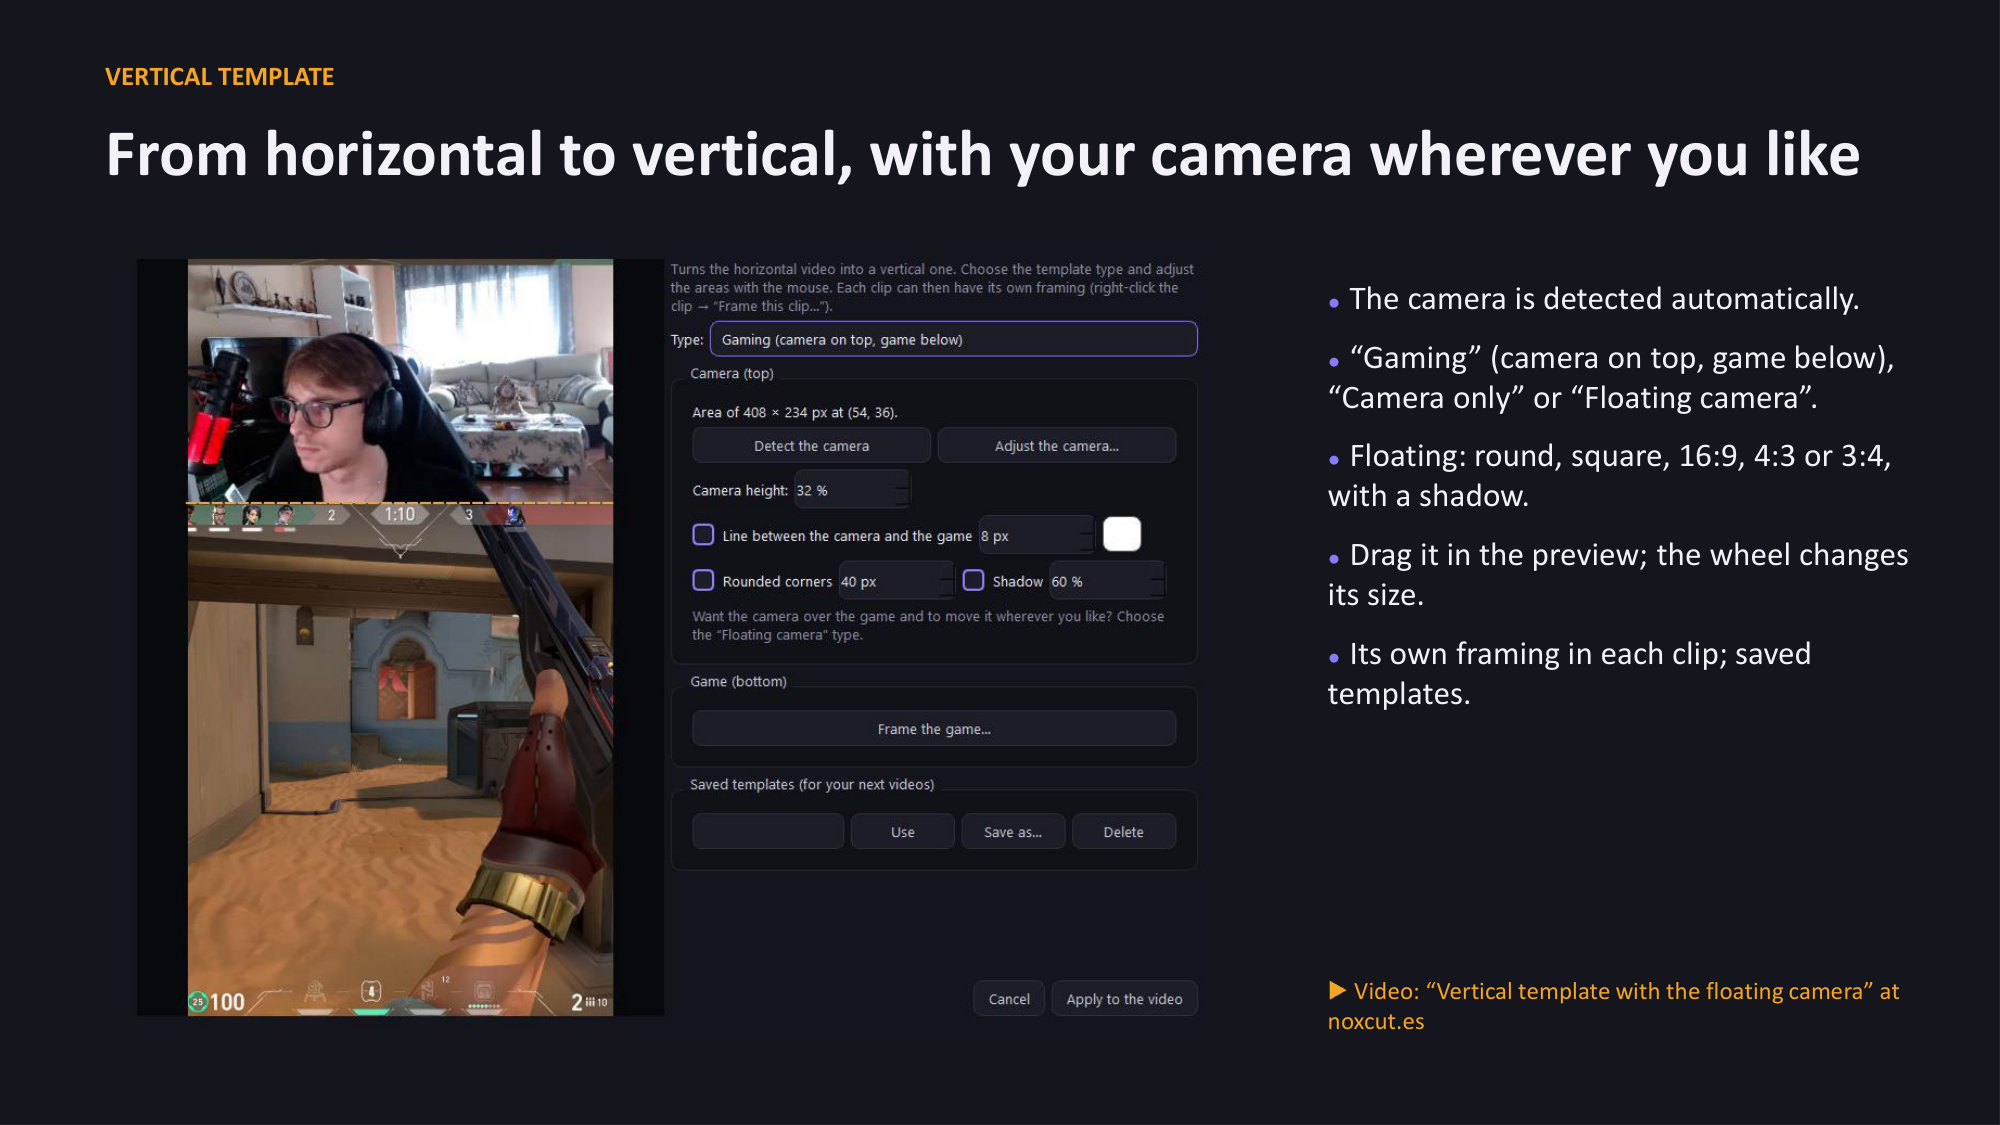 VERTICAL TEMPLATE
From horizontal to vertical, with your camera wherever you like
2
1:10
3
25
100
4
12
2
10
Turns the horizontal video into a vertical one. Choose the template type and adjust
the areas with the mouse. Each clip can then have its own framing (right-click the
clip → "Frame this clip...").
Type: Gaming (camera on top, game below)
Camera (top)
Area of 408 × 234 px at (54, 36).
Detect the camera
Adjust the camera...
Camera height: 32 %
Line between the camera and the game 8 px
Rounded corners 40 px Shadow 60 %
Want the camera over the game and to move it wherever you like? Choose
the "Floating camera" type.
Game (bottom)
Frame the game...
Saved templates (for your next videos)
Use
Save as...
Delete
Cancel
Apply to the video
• The camera is detected automatically.
• “Gaming” (camera on top, game below),
“Camera only” or “Floating camera”.
• Floating: round, square, 16:9, 4:3 or 3:4,
with a shadow.
• Drag it in the preview; the wheel changes
its size.
• Its own framing in each clip; saved
templates.
▶ Video: “Vertical template with the floating camera” at
noxcut.es